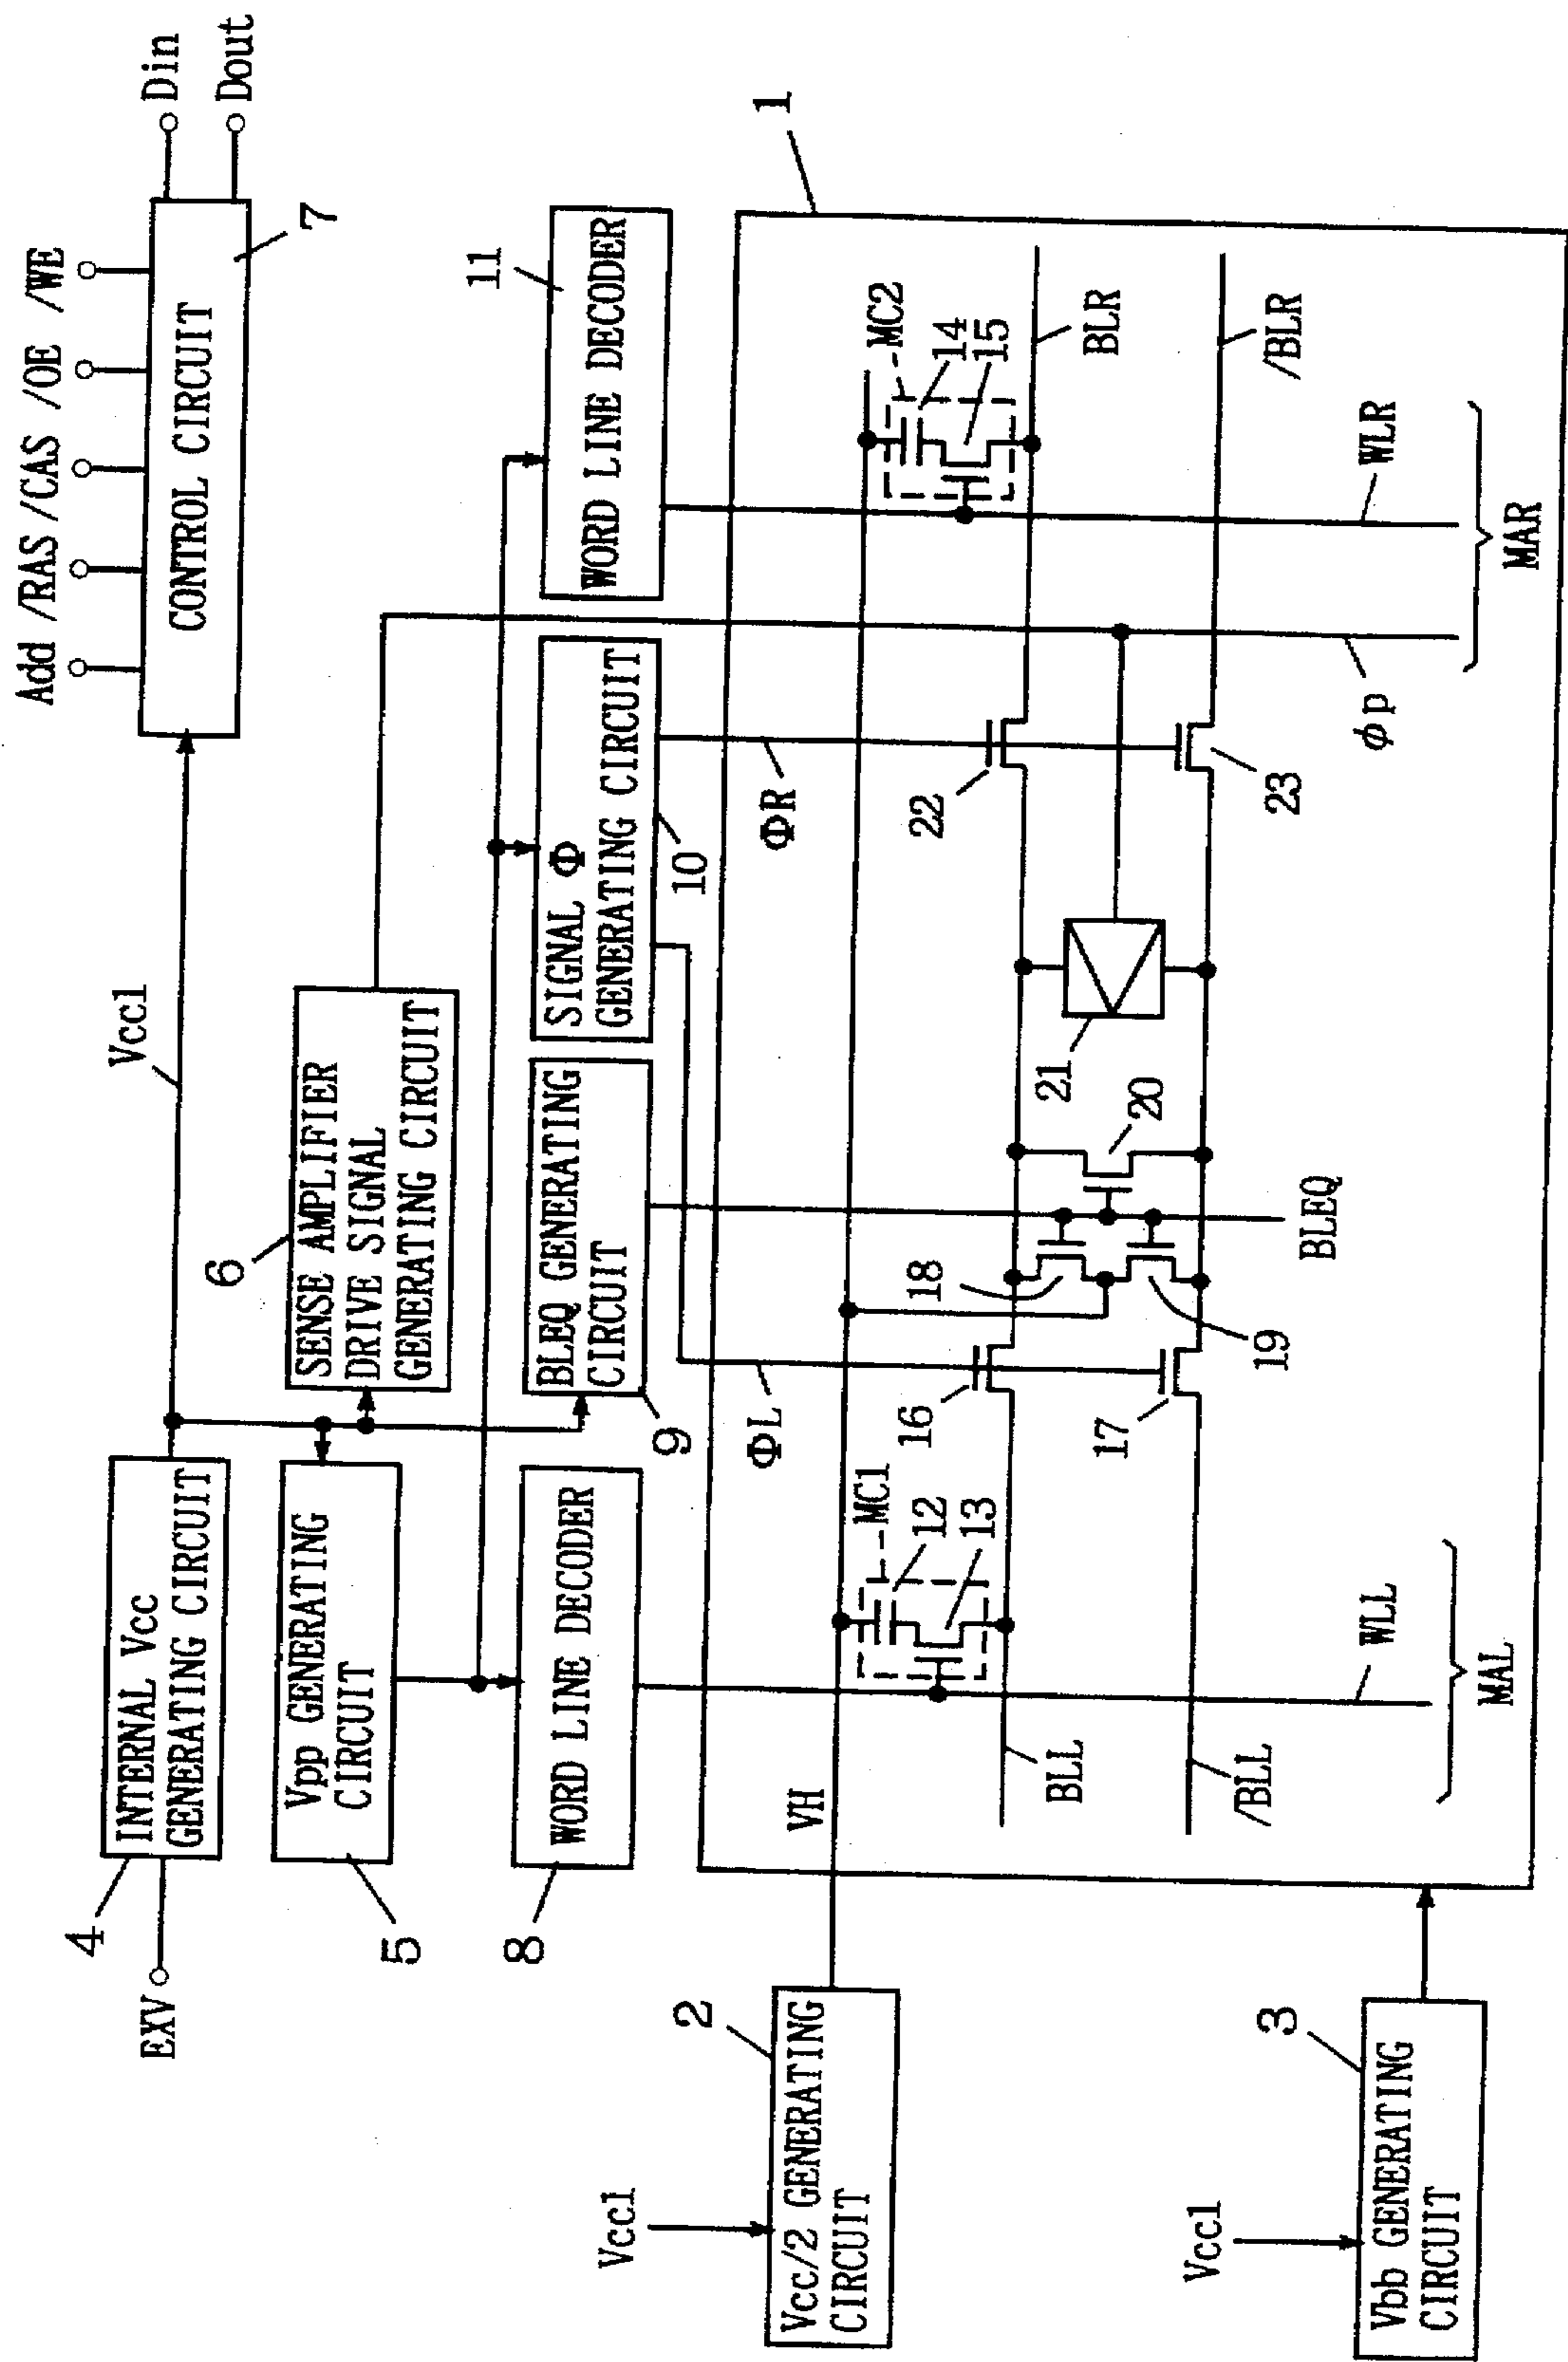 Add /RAS /CAS /OE /WE
Din
Dout
CONTROL CIRCUIT
7
Vcc1
EXV
4
INTERNAL Vcc
GENERATING CIRCUIT
5
Vpp GENERATING
CIRCUIT
6
SENSE AMPLIFIER
DRIVE SIGNAL
GENERATING CIRCUIT
8
WORD LINE DECODER
9
BLEQ GENERATING
CIRCUIT
SIGNAL Φ
GENERATING CIRCUIT
10
11
WORD LINE DECODER
1
ΦL
ΦR
VH
MC1
12
13
MC2
14
15
16
17
18
19
20
21
22
23
BLL
/BLL
BLR
/BLR
WLL
WLR
BLEQ
φp
MAL
MAR
Vcc1
2
Vcc/2 GENERATING
CIRCUIT
Vcc1
3
Vbb GENERATING
CIRCUIT